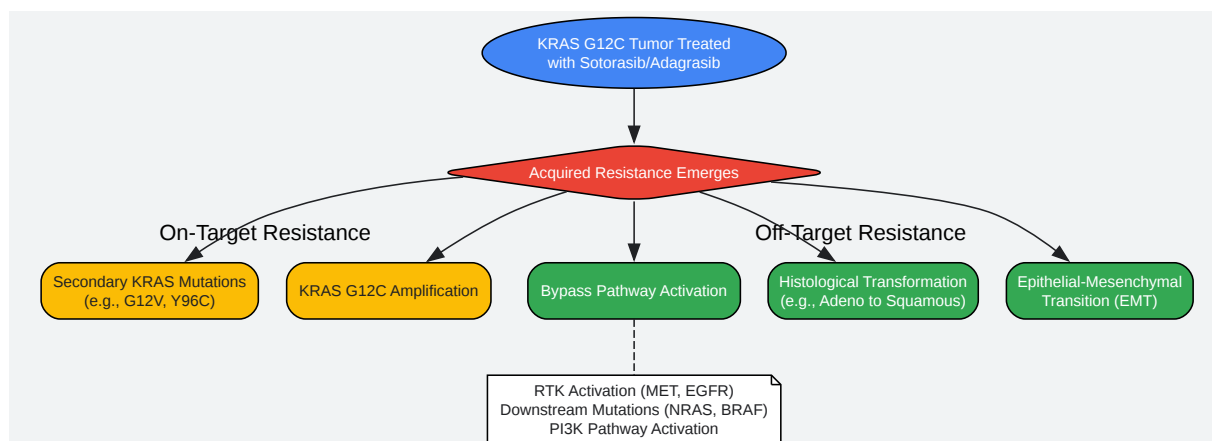 KRAS G12C Tumor Treated
with Sotorasib/Adagrasib
Acquired Resistance Emerges
On-Target Resistance
Off-Target Resistance
Secondary KRAS Mutations
(e.g., G12V, Y96C)
KRAS G12C Amplification
Bypass Pathway Activation
Histological Transformation
(e.g., Adeno to Squamous)
Epithelial-Mesenchymal
Transition (EMT)
RTK Activation (MET, EGFR)
Downstream Mutations (NRAS, BRAF)
PI3K Pathway Activation